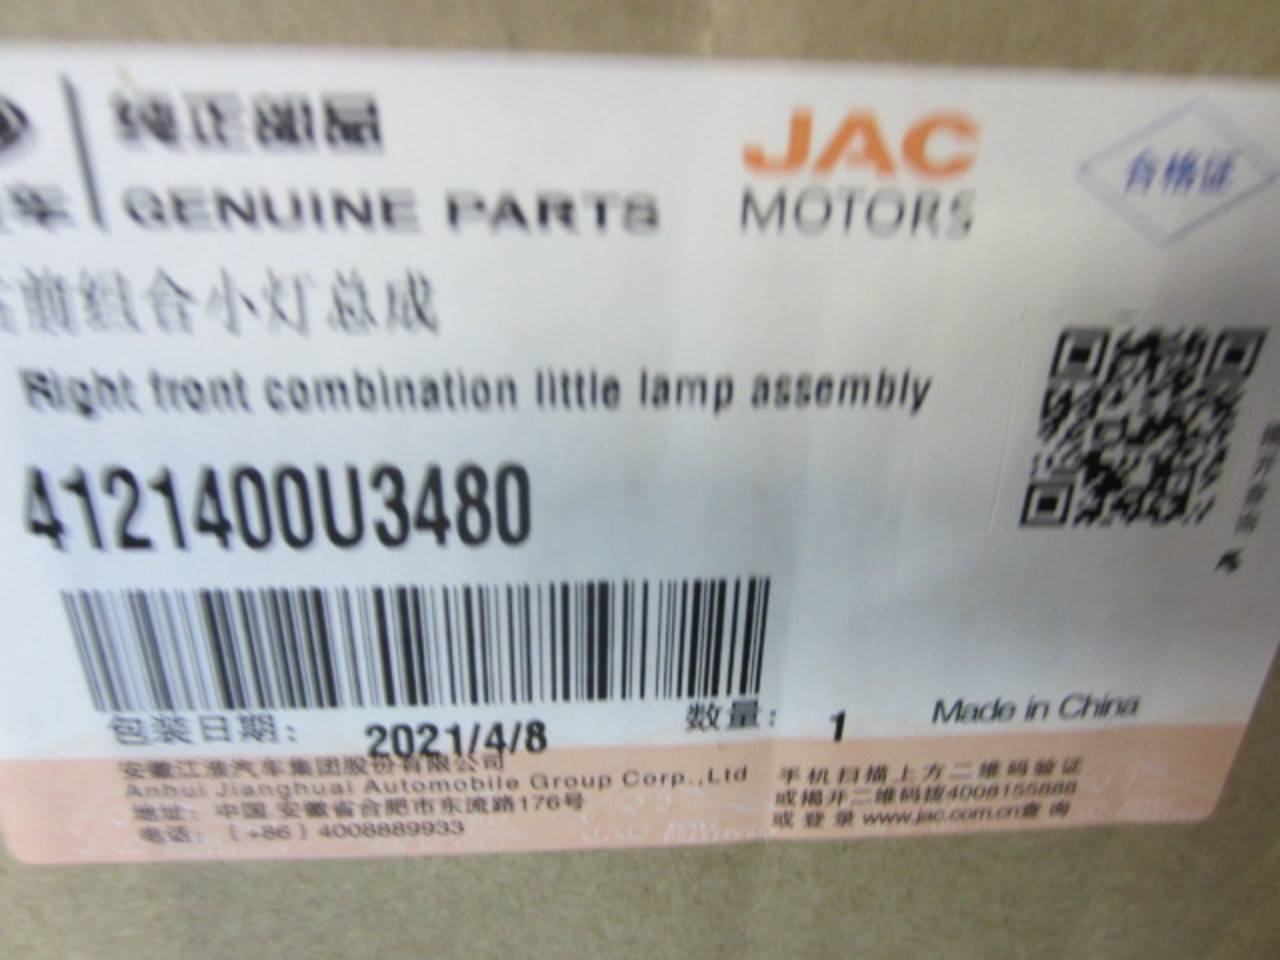 纯正部品
JAC
合格证
车
GENUINE PARTS
MOTORS
右前组合小灯总成
Right front combination little lamp assembly
4121400U3480
包装日期: 2021/4/8 数量: 1 Made in China
安徽江淮汽车集团股份有限公司
Anhui Jianghuai Automobile Group Corp.,Ltd
地址: 中国.安徽省合肥市东流路176号
电话: (+86) 4008889933
手机扫描上方二维码验证
或揭开二维码拨4008155888
或登录www.jac.com.cn查询